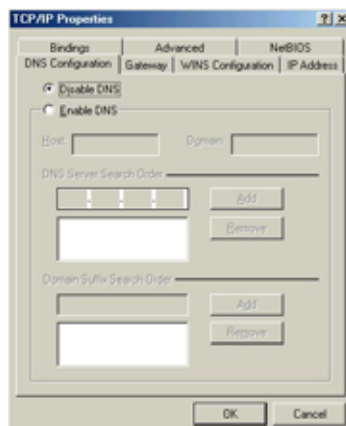 TCP/IP Properties
Bindings Advanced NetBIOS
DNS Configuration Gateway WINS Configuration IP Address
Disable DNS
Enable DNS
Host: Domain:
DNS Server Search Order
Add
Remove
Domain Suffix Search Order
Add
Remove
OK Cancel